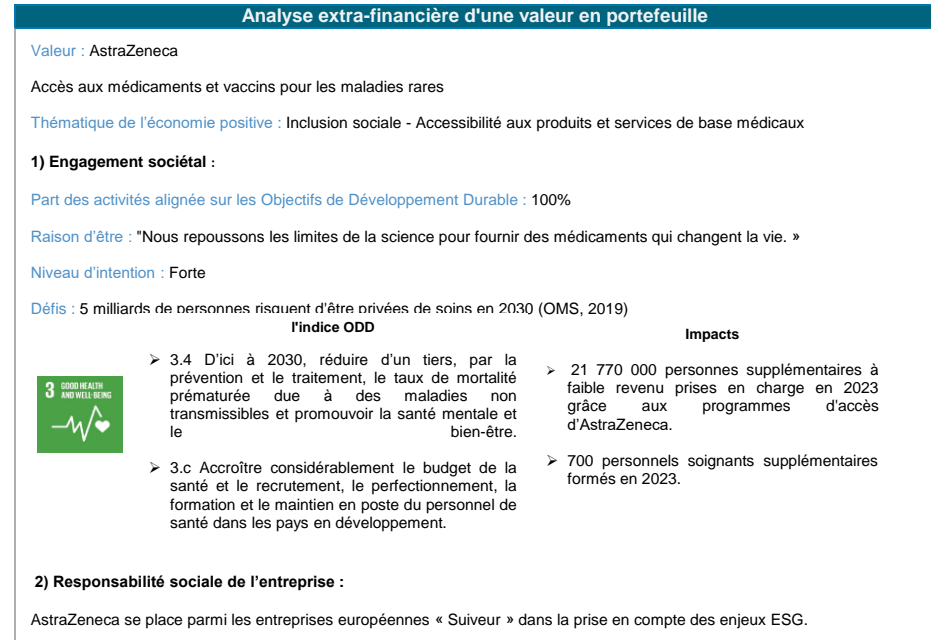 Analyse extra-financière d'une valeur en portefeuille
Valeur : AstraZeneca
Accès aux médicaments et vaccins pour les maladies rares
Thématique de l'économie positive : Inclusion sociale - Accessibilité aux produits et services de base médicaux
1) Engagement sociétal :
Part des activités alignée sur les Objectifs de Développement Durable : 100%
Raison d'être : "Nous repoussons les limites de la science pour fournir des médicaments qui changent la vie. »
Niveau d'intention : Forte
Défis : 5 milliards de personnes risquent d'être privées de soins en 2030 (OMS, 2019)
l'indice ODD
3 GOOD HEALTH
AND WELL-BEING
➢ 3.4 D'ici à 2030, réduire d'un tiers, par la
prévention et le traitement, le taux de mortalité
prématurée due à des maladies non
transmissibles et promouvoir la santé mentale et
le bien-être.
➢ 3.c Accroître considérablement le budget de la
santé et le recrutement, le perfectionnement, la
formation et le maintien en poste du personnel de
santé dans les pays en développement.
Impacts
➢ 21 770 000 personnes supplémentaires à
faible revenu prises en charge en 2023
grâce aux programmes d'accès
d'AstraZeneca.
➢ 700 personnels soignants supplémentaires
formés en 2023.
2) Responsabilité sociale de l'entreprise :
AstraZeneca se place parmi les entreprises européennes « Suiveur » dans la prise en compte des enjeux ESG.